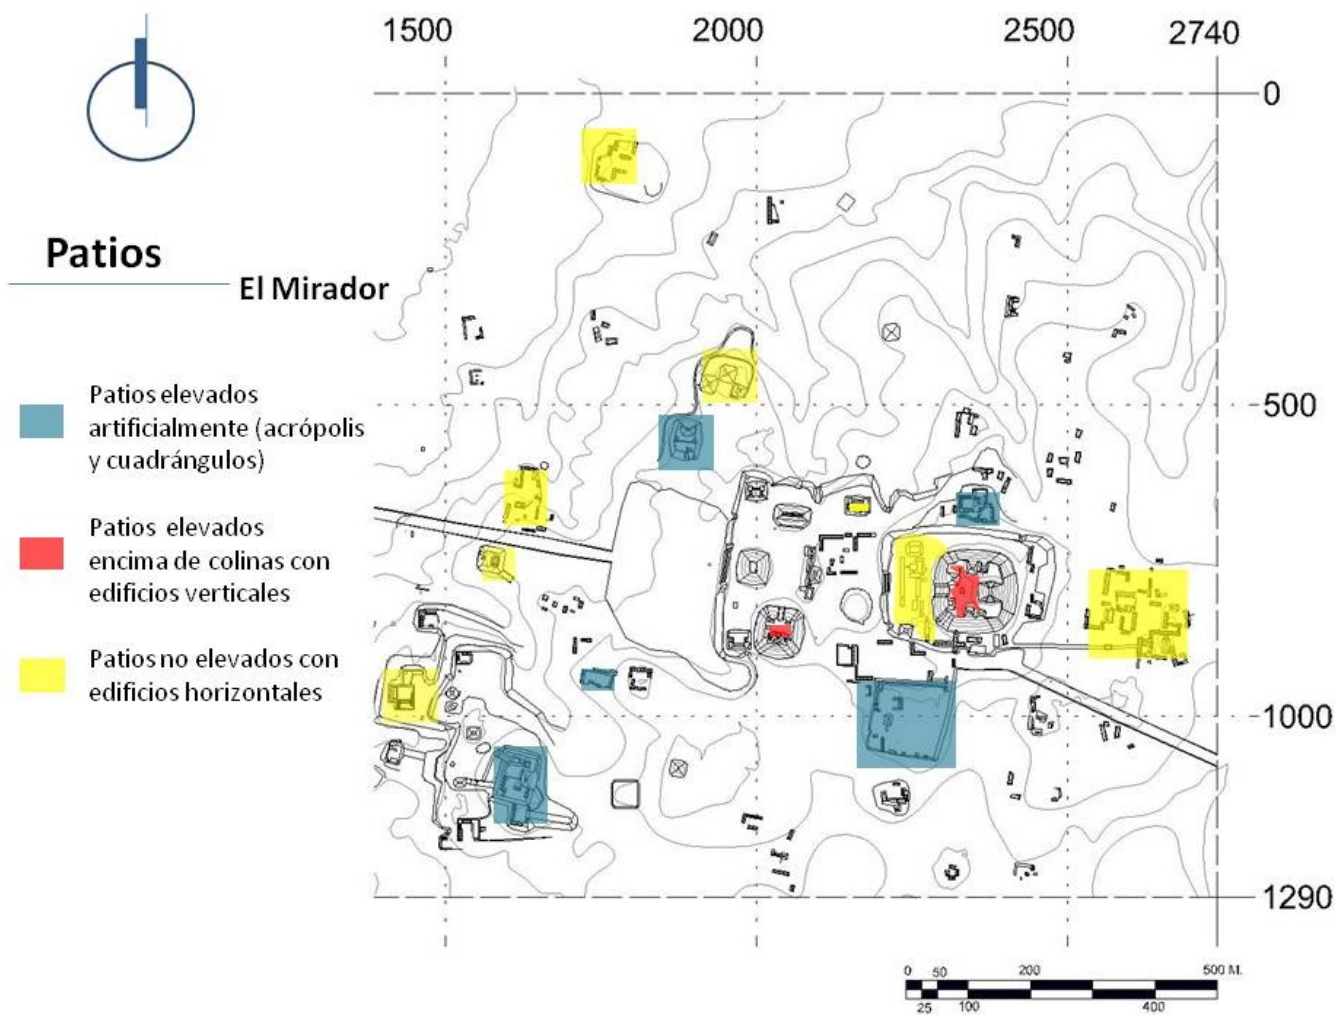 1500 2000 2500 2740
0
Patios
El Mirador
Patios elevados
artificialmente (acrópolis
y cuadrángulos)
500
Patios elevados
encima de colinas con
edificios verticales
Patios no elevados con
edificios horizontales
1000
1290
0 50 200 500 M.
25 100 400